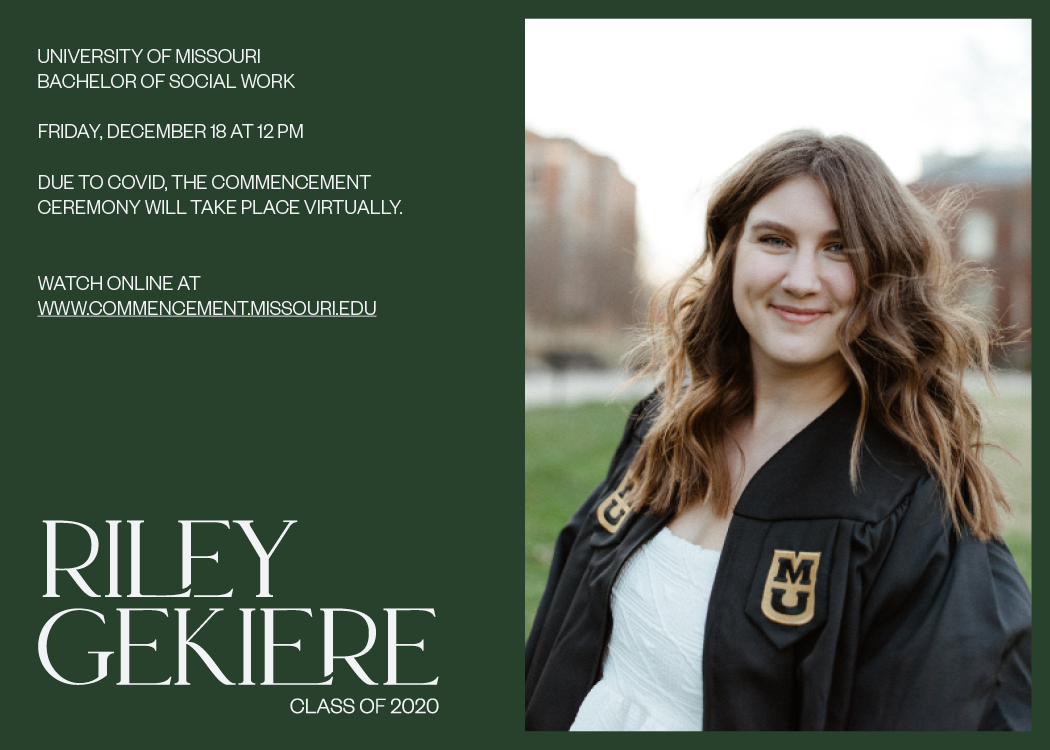 UNIVERSITY OF MISSOURI
BACHELOR OF SOCIAL WORK
FRIDAY, DECEMBER 18 AT 12 PM
DUE TO COVID, THE COMMENCEMENT
CEREMONY WILL TAKE PLACE VIRTUALLY.
WATCH ONLINE AT
WWW.COMMENCEMENT.MISSOURI.EDU
RILEY
GEKIERE
CLASS OF 2020
M
U